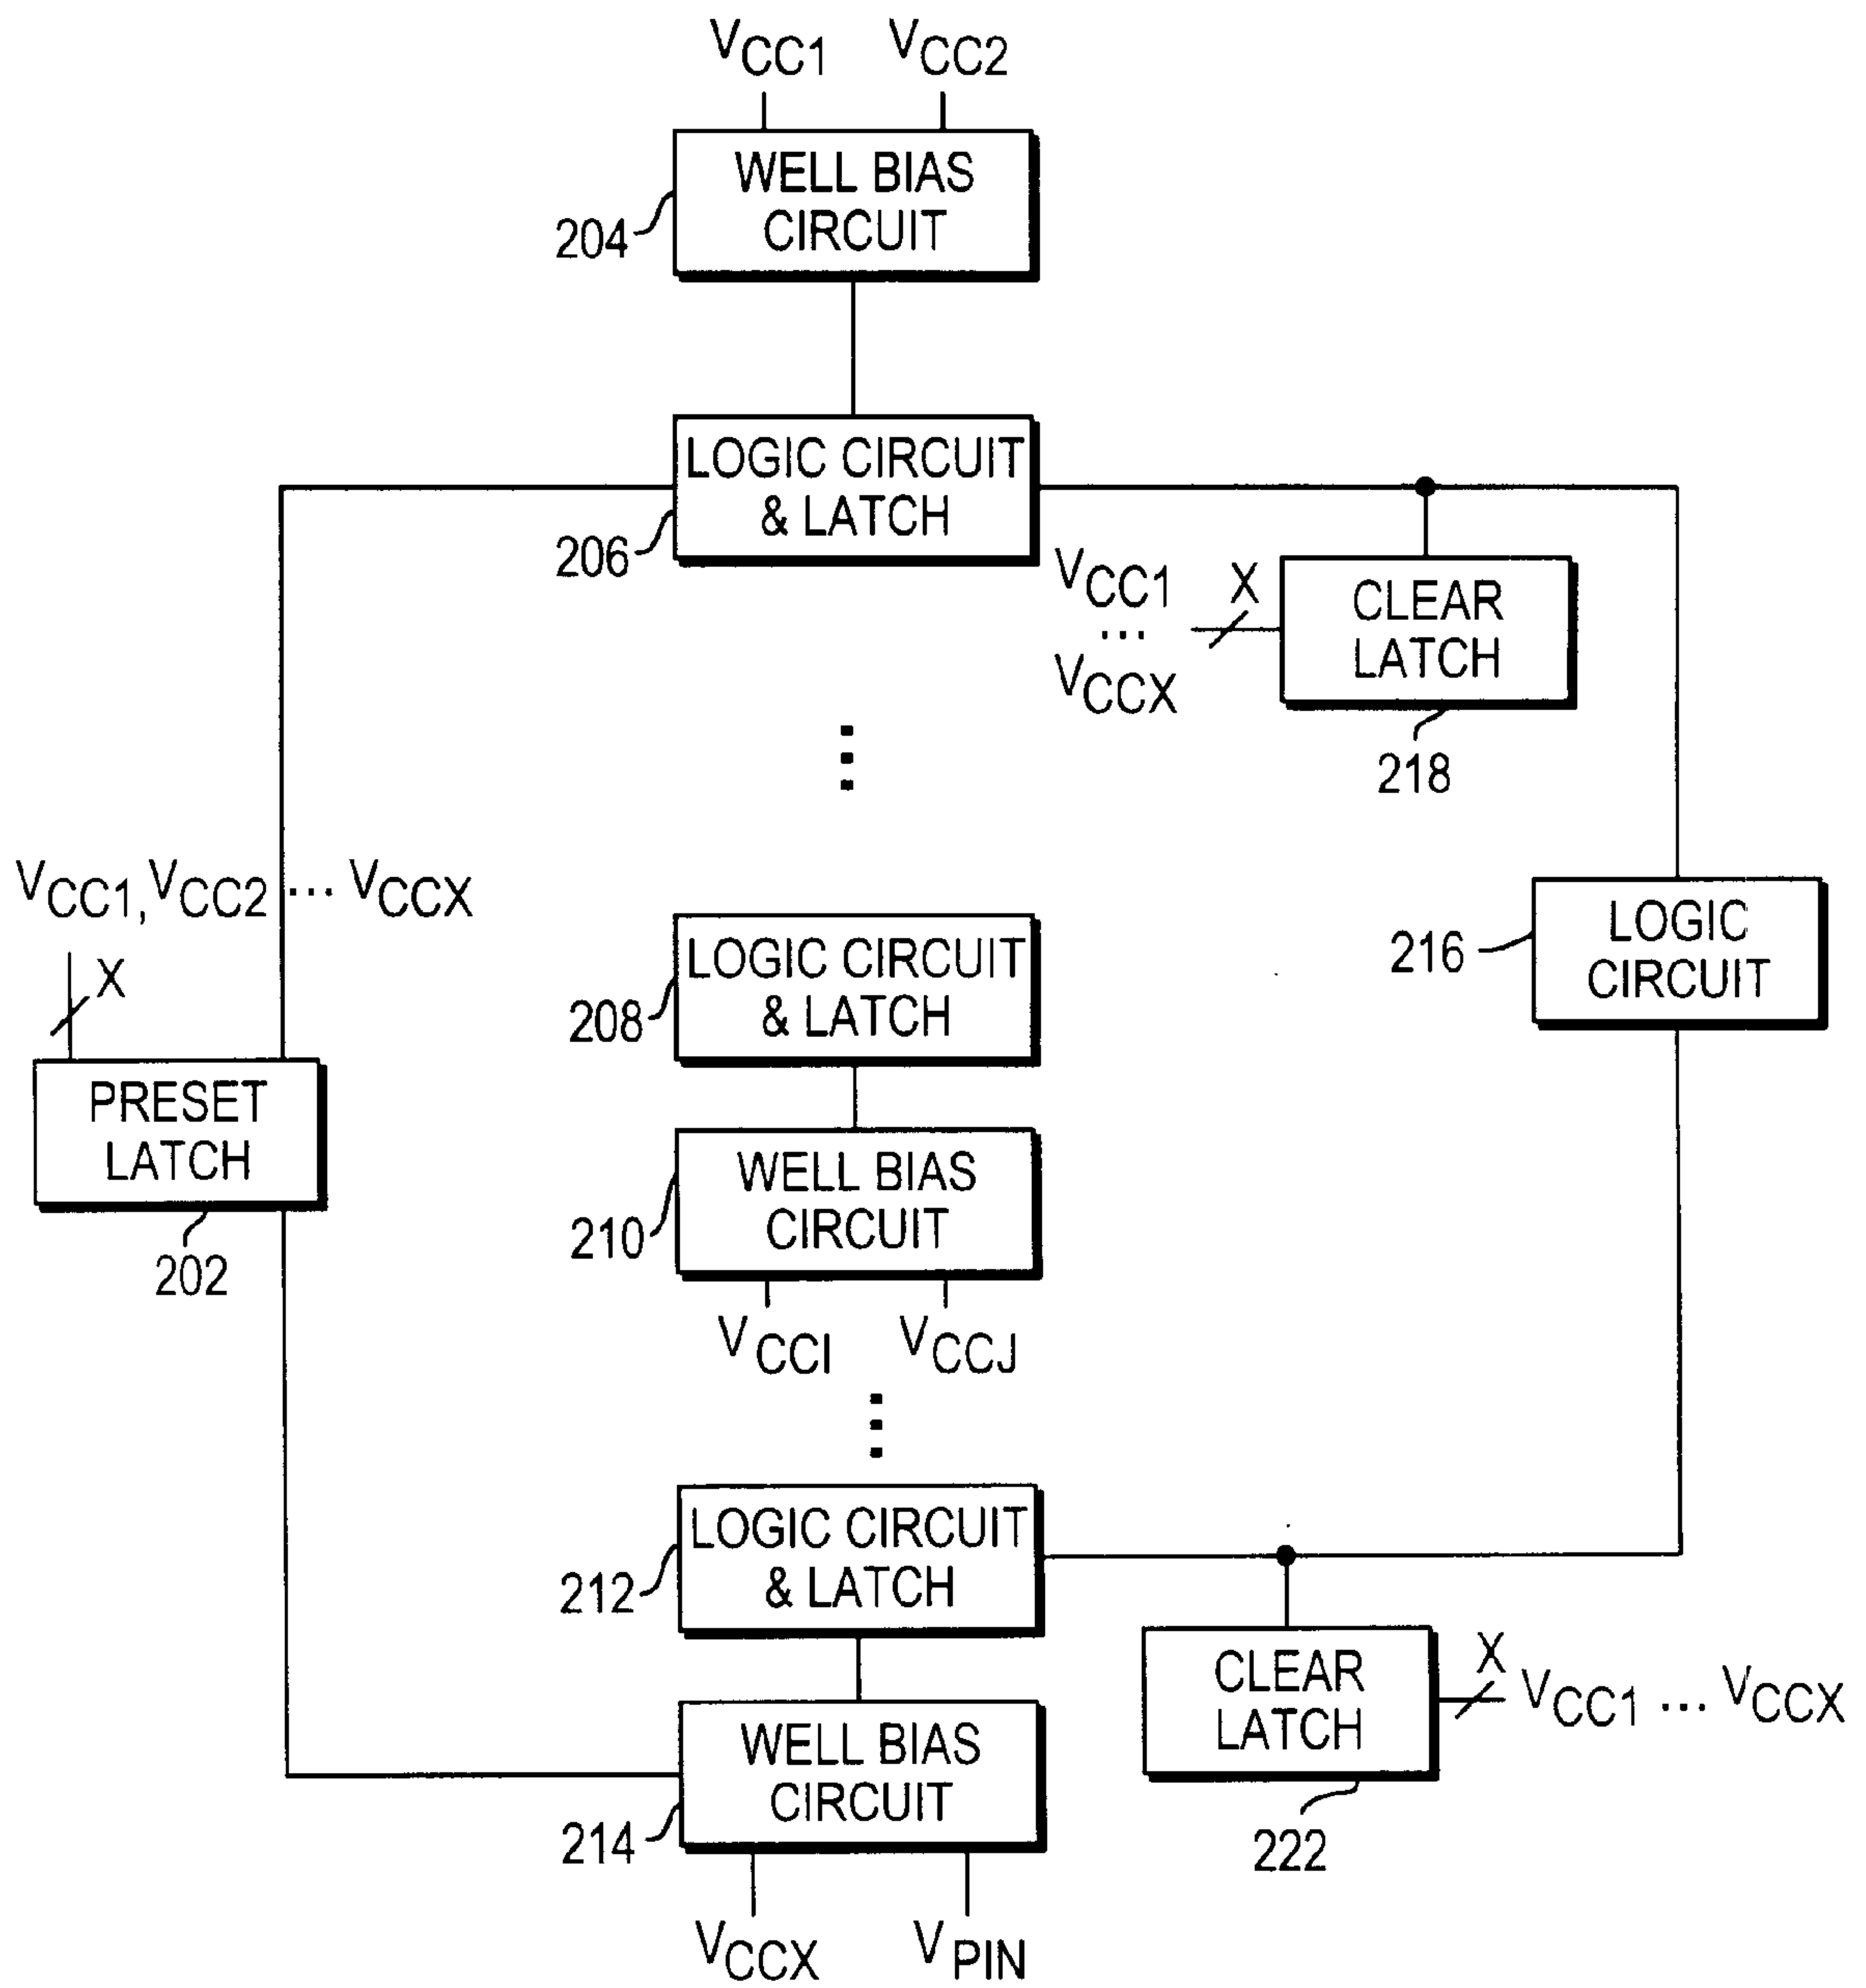 VCC1 VCC2
WELL BIAS
CIRCUIT
204
LOGIC CIRCUIT
& LATCH
206
VCC1
...
VCCX
X
CLEAR
LATCH
218
VCC1, VCC2 ... VCCX
X
PRESET
LATCH
202
LOGIC CIRCUIT
& LATCH
208
LOGIC
CIRCUIT
216
WELL BIAS
CIRCUIT
210
VCCI VCCJ
LOGIC CIRCUIT
& LATCH
212
CLEAR
LATCH
222
X
VCC1 ... VCCX
WELL BIAS
CIRCUIT
214
VCCX VPIN